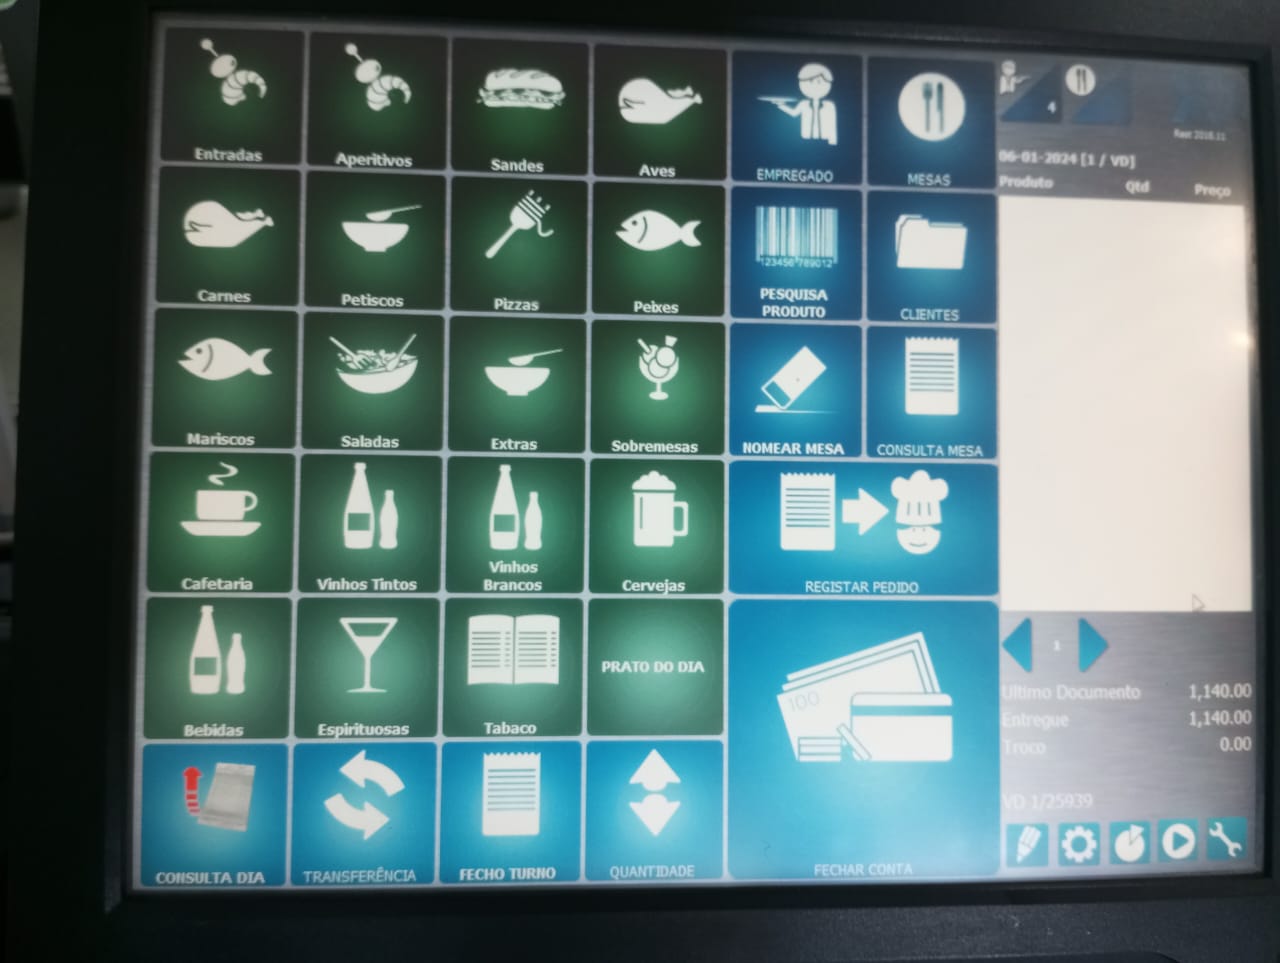 Entradas
Aperitivos
Sandes
Aves
EMPREGADO
MESAS
4
Rest 2018.11
06-01-2024 [1 / VD]
Produto Qtd Preço
Carnes
Petiscos
Pizzas
Peixes
123456 789012
PESQUISA
PRODUTO
CLIENTES
Mariscos
Saladas
Extras
Sobremesas
NOMEAR MESA
CONSULTA MESA
Cafetaria
Vinhos Tintos
Vinhos
Brancos
Cervejas
REGISTAR PEDIDO
Bebidas
Espirituosas
Tabaco
PRATO DO DIA
100
CONSULTA DIA
TRANSFERÊNCIA
FECHO TURNO
QUANTIDADE
FECHAR CONTA
1
Ultimo Documento 1,140.00
Entregue 1,140.00
Troco 0.00
VD 1/25939